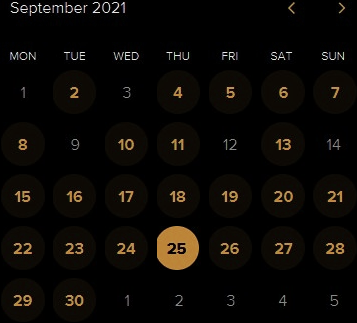 September 2021
MON TUE WED THU FRI SAT SUN
1 2 3 4 5 6 7
8 9 10 11 12 13 14
15 16 17 18 19 20 21
22 23 24 25 26 27 28
29 30 1 2 3 4 5